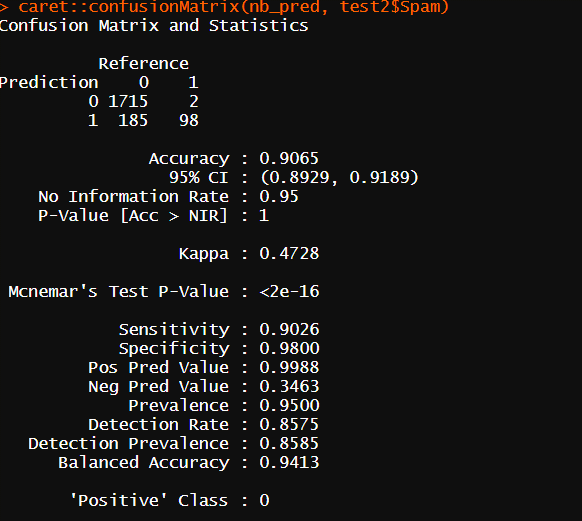 > caret::confusionMatrix(nb_pred, test2$Spam)
Confusion Matrix and Statistics
Reference
Prediction 0 1
0 1715 2
1 185 98
Accuracy : 0.9065
95% CI : (0.8929, 0.9189)
No Information Rate : 0.95
P-Value [Acc > NIR] : 1
Kappa : 0.4728
Mcnemar's Test P-Value : <2e-16
Sensitivity : 0.9026
Specificity : 0.9800
Pos Pred Value : 0.9988
Neg Pred Value : 0.3463
Prevalence : 0.9500
Detection Rate : 0.8575
Detection Prevalence : 0.8585
Balanced Accuracy : 0.9413
'Positive' Class : 0